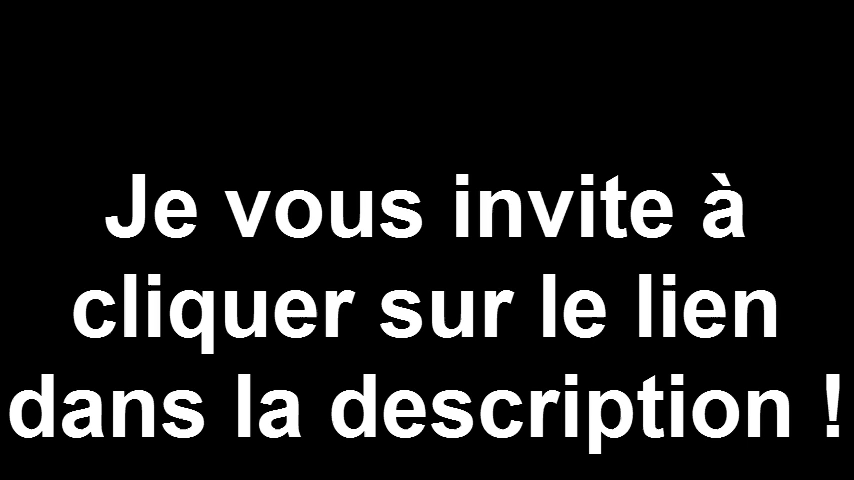 Je vous invite à
cliquer sur le lien
dans la description !